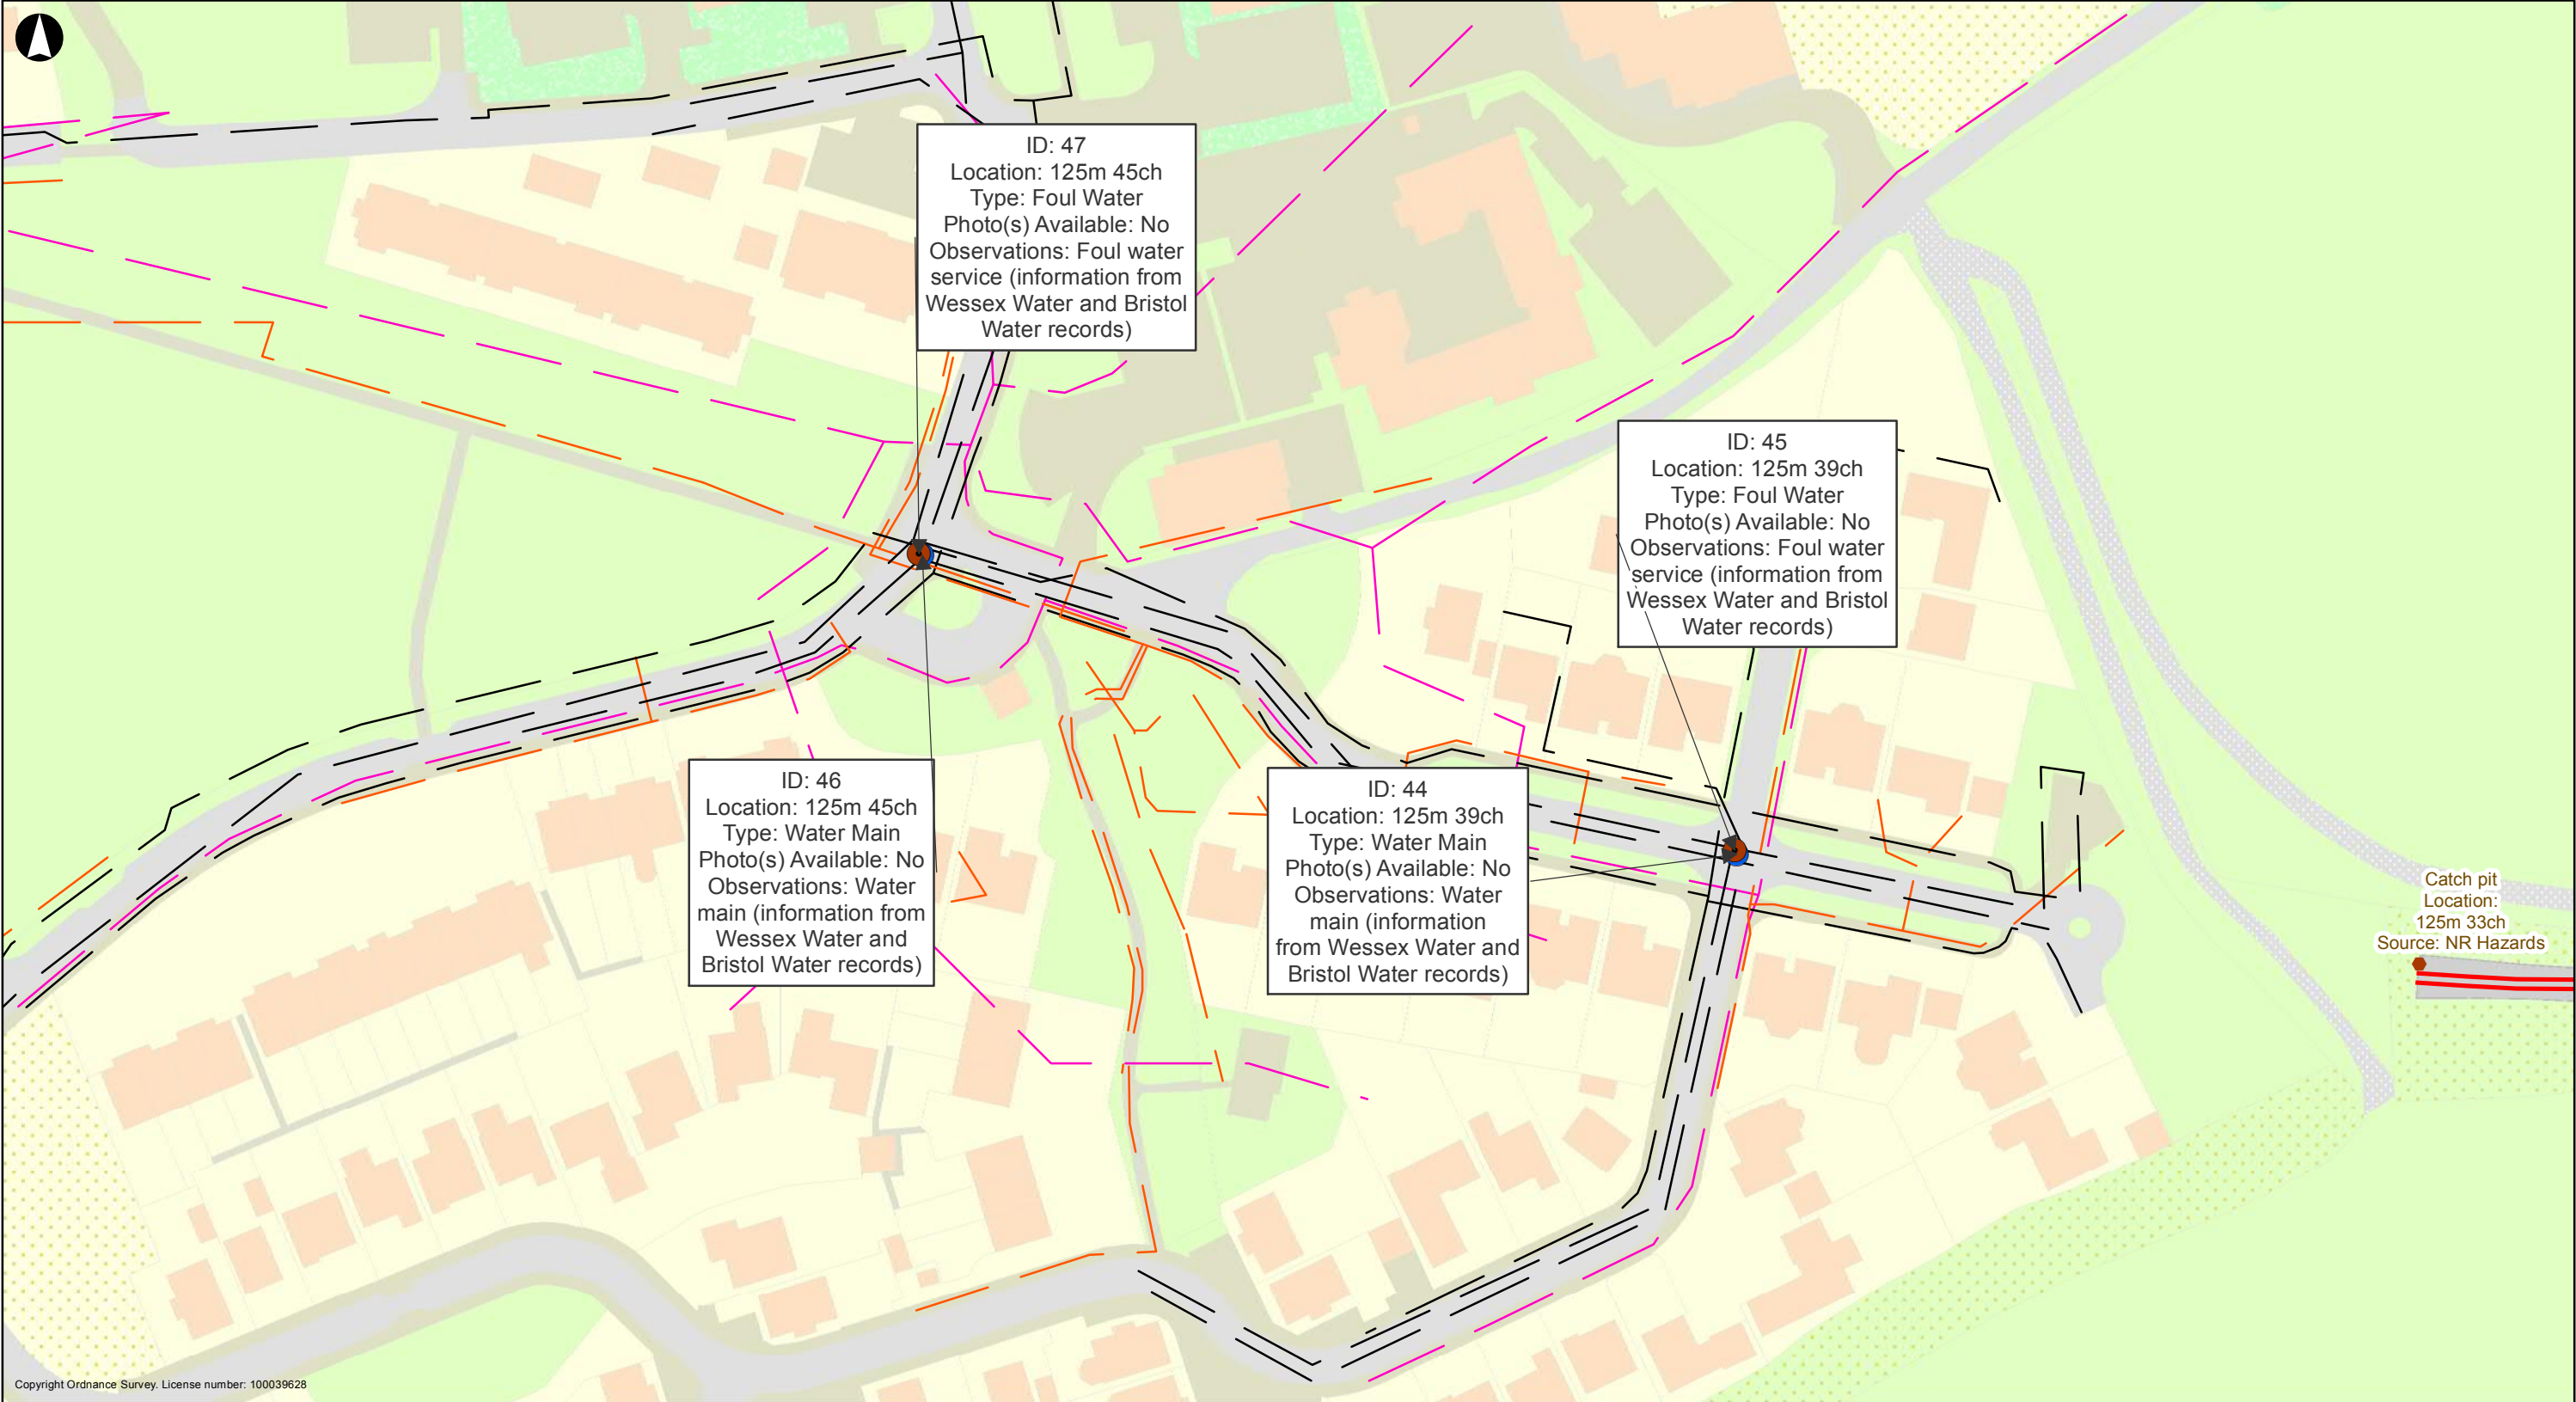 ID: 47
Location: 125m 45ch
Type: Foul Water
Photo(s) Available: No
Observations: Foul water
service (information from
Wessex Water and Bristol
Water records)
ID: 45
Location: 125m 39ch
Type: Foul Water
Photo(s) Available: No
Observations: Foul water
service (information from
Wessex Water and Bristol
Water records)
ID: 46
Location: 125m 45ch
Type: Water Main
Photo(s) Available: No
Observations: Water
main (information from
Wessex Water and
Bristol Water records)
ID: 44
Location: 125m 39ch
Type: Water Main
Photo(s) Available: No
Observations: Water
main (information
from Wessex Water and
Bristol Water records)
Catch pit
Location:
125m 33ch
Source: NR Hazards
Copyright Ordnance Survey. License number: 100039628